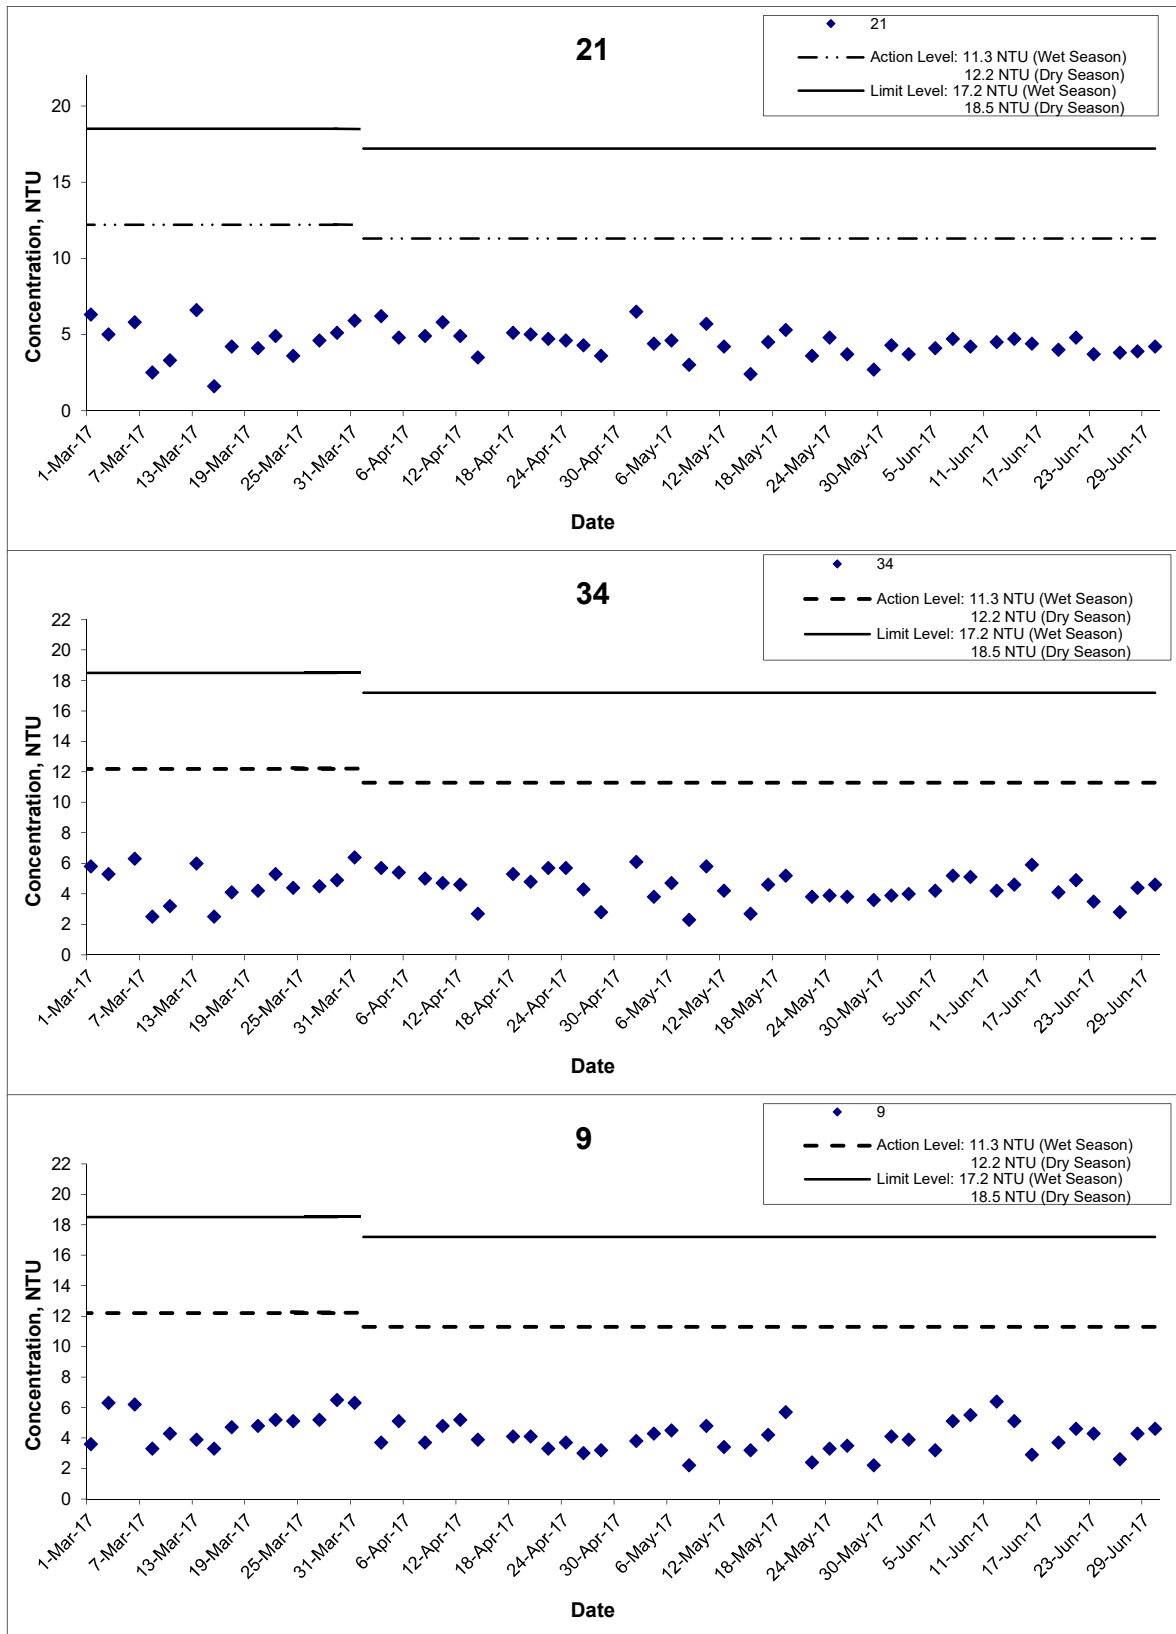 21
21
Action Level: 11.3 NTU (Wet Season)
12.2 NTU (Dry Season)
Limit Level: 17.2 NTU (Wet Season)
18.5 NTU (Dry Season)
Concentration, NTU
20
15
10
5
0
1-Mar-17 7-Mar-17 13-Mar-17 19-Mar-17 25-Mar-17 31-Mar-17 6-Apr-17 12-Apr-17 18-Apr-17 24-Apr-17 30-Apr-17 6-May-17 12-May-17 18-May-17 24-May-17 30-May-17 5-Jun-17 11-Jun-17 17-Jun-17 23-Jun-17 29-Jun-17
Date
34
34
Action Level: 11.3 NTU (Wet Season)
12.2 NTU (Dry Season)
Limit Level: 17.2 NTU (Wet Season)
18.5 NTU (Dry Season)
Concentration, NTU
22
20
18
16
14
12
10
8
6
4
2
0
1-Mar-17 7-Mar-17 13-Mar-17 19-Mar-17 25-Mar-17 31-Mar-17 6-Apr-17 12-Apr-17 18-Apr-17 24-Apr-17 30-Apr-17 6-May-17 12-May-17 18-May-17 24-May-17 30-May-17 5-Jun-17 11-Jun-17 17-Jun-17 23-Jun-17 29-Jun-17
Date
9
9
Action Level: 11.3 NTU (Wet Season)
12.2 NTU (Dry Season)
Limit Level: 17.2 NTU (Wet Season)
18.5 NTU (Dry Season)
Concentration, NTU
22
20
18
16
14
12
10
8
6
4
2
0
1-Mar-17 7-Mar-17 13-Mar-17 19-Mar-17 25-Mar-17 31-Mar-17 6-Apr-17 12-Apr-17 18-Apr-17 24-Apr-17 30-Apr-17 6-May-17 12-May-17 18-May-17 24-May-17 30-May-17 5-Jun-17 11-Jun-17 17-Jun-17 23-Jun-17 29-Jun-17
Date